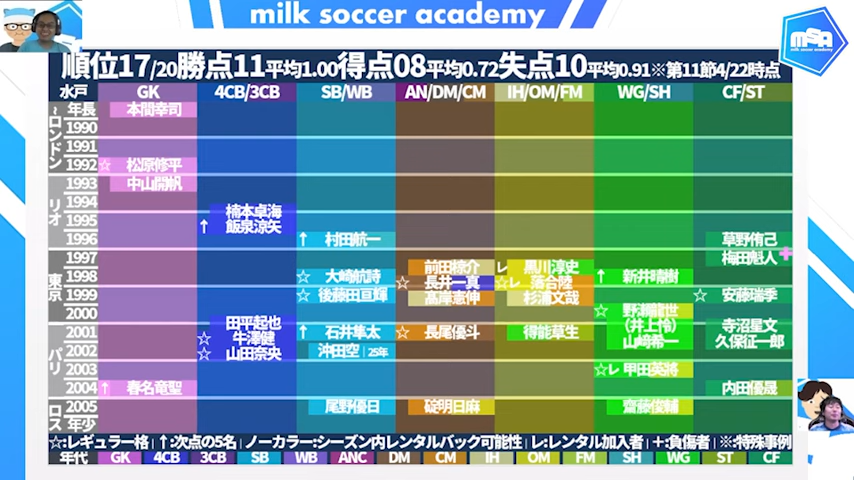 milk soccer academy
MSA
milk soccer academy
順位17/20勝点11平均1.00得点08平均0.72失点10平均0.91※第11節4/22時点
水戸 GK 4CB/3CB SB/WB AN/DM/CM IH/OM/FM WG/SH CF/ST
~ロンドン 年長 本間幸司
1990
1991
1992 ☆ 松原修平
リオ 1993 中山開帆
1994 楠本卓海
1995 ↑ 飯泉涼矢
1996 ↑ 村田航一 草野侑己
東京 1997 前田椋介 レ 黒川淳史 梅田魁人 +
1998 ☆ 大崎航詩 ☆ 長井一真 ☆レ 落合陸 ↑ 新井晴樹
1999 ☆ 後藤田亘輝 髙岸憲伸 杉浦文哉 ☆ 安藤瑞季
2000 ☆ 野瀬龍世
パリ 2001 田平起也 ☆ 牛澤健 ↑ 石井隼太 ☆ 長尾優斗 得能草生 (井上怜) 寺沼星文
2002 ☆ 山田奈央 沖田空|25年 山﨑希一 久保征一郎
2003 ☆レ 甲田英將
2004 ↑ 春名竜聖 内田優晟
ロス 2005 尾野優日 碇明日麻 齋藤俊輔
年少
☆:レギュラー格|↑:次点の5名|ノーカラー:シーズン内レンタルバック可能性|レ:レンタル加入者|+:負傷者|※:特殊事例
年代 GK 4CB 3CB SB WB ANC DM CM IH OM FM SH WG ST CF